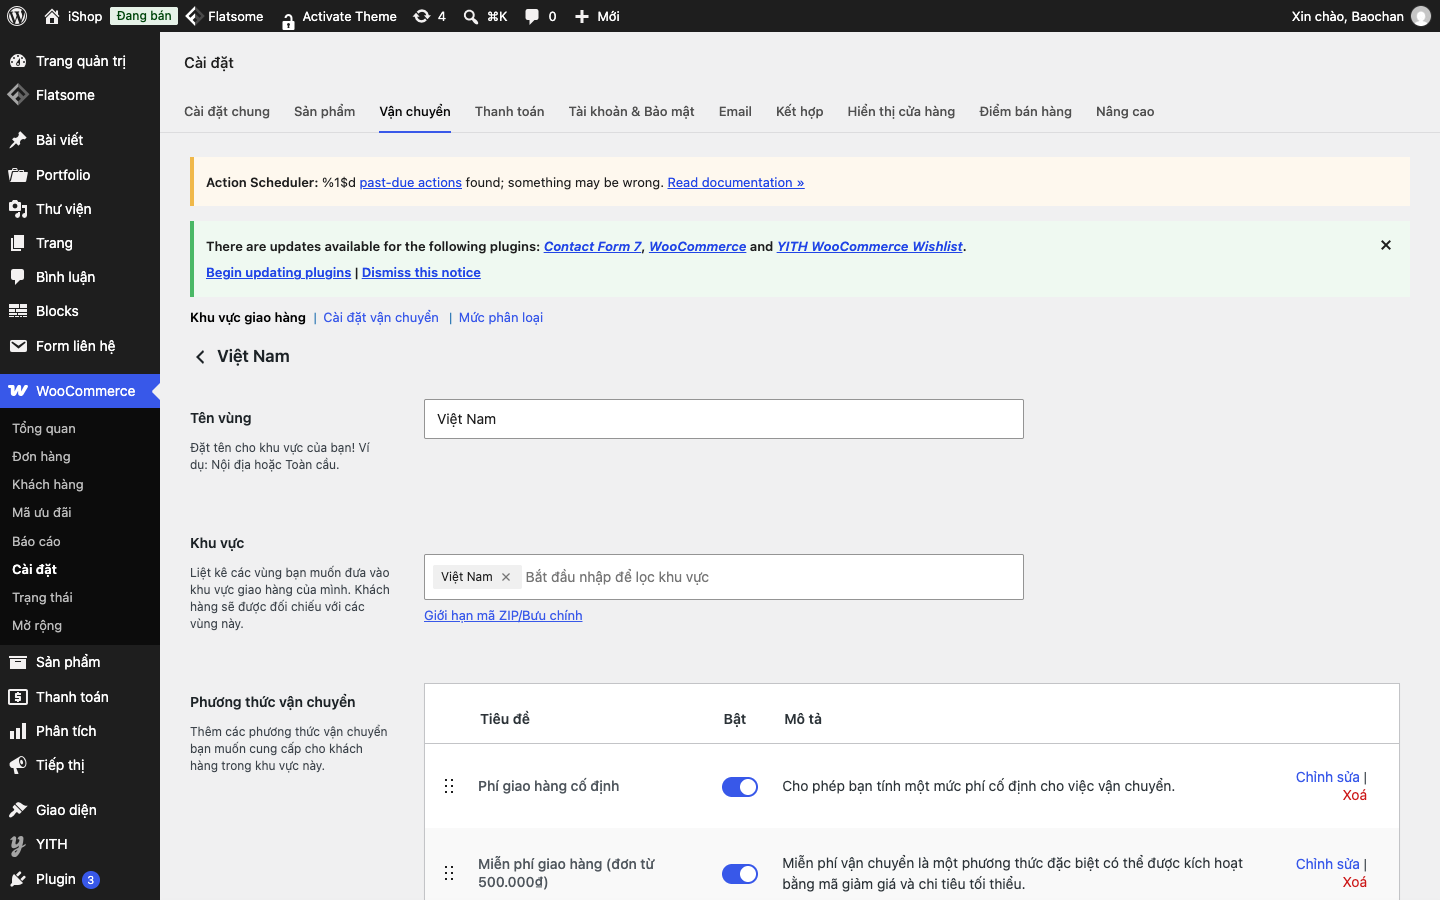 iShop Đang bán Flatsome Activate Theme 4 ⌘K 0 Mới Xin chào, Baochan
Trang quản trị
Flatsome
Bài viết
Portfolio
Thư viện
Trang
Bình luận
Blocks
Form liên hệ
WooCommerce
Tổng quan
Đơn hàng
Khách hàng
Mã ưu đãi
Báo cáo
Cài đặt
Trạng thái
Mở rộng
Sản phẩm
Thanh toán
Phân tích
Tiếp thị
Giao diện
YITH
Plugin 3
Cài đặt
Cài đặt chung Sản phẩm Vận chuyển Thanh toán Tài khoản & Bảo mật Email Kết hợp Hiển thị cửa hàng Điểm bán hàng Nâng cao
Action Scheduler: %1$d past-due actions found; something may be wrong. Read documentation »
There are updates available for the following plugins: Contact Form 7, WooCommerce and YITH WooCommerce Wishlist.
Begin updating plugins | Dismiss this notice
Khu vực giao hàng | Cài đặt vận chuyển | Mức phân loại
Việt Nam
Tên vùng
Đặt tên cho khu vực của bạn! Ví
dụ: Nội địa hoặc Toàn cầu.
Việt Nam
Khu vực
Liệt kê các vùng bạn muốn đưa vào
khu vực giao hàng của mình. Khách
hàng sẽ được đối chiếu với các
vùng này.
Việt Nam × Bắt đầu nhập để lọc khu vực
Giới hạn mã ZIP/Bưu chính
Phương thức vận chuyển
Thêm các phương thức vận chuyển
bạn muốn cung cấp cho khách
hàng trong khu vực này.
Tiêu đề Bật Mô tả
Phí giao hàng cố định Cho phép bạn tính một mức phí cố định cho việc vận chuyển. Chỉnh sửa |
Xoá
Miễn phí giao hàng (đơn từ
500.000₫)
Miễn phí vận chuyển là một phương thức đặc biệt có thể được kích hoạt
bằng mã giảm giá và chi tiêu tối thiểu.
Chỉnh sửa |
Xoá